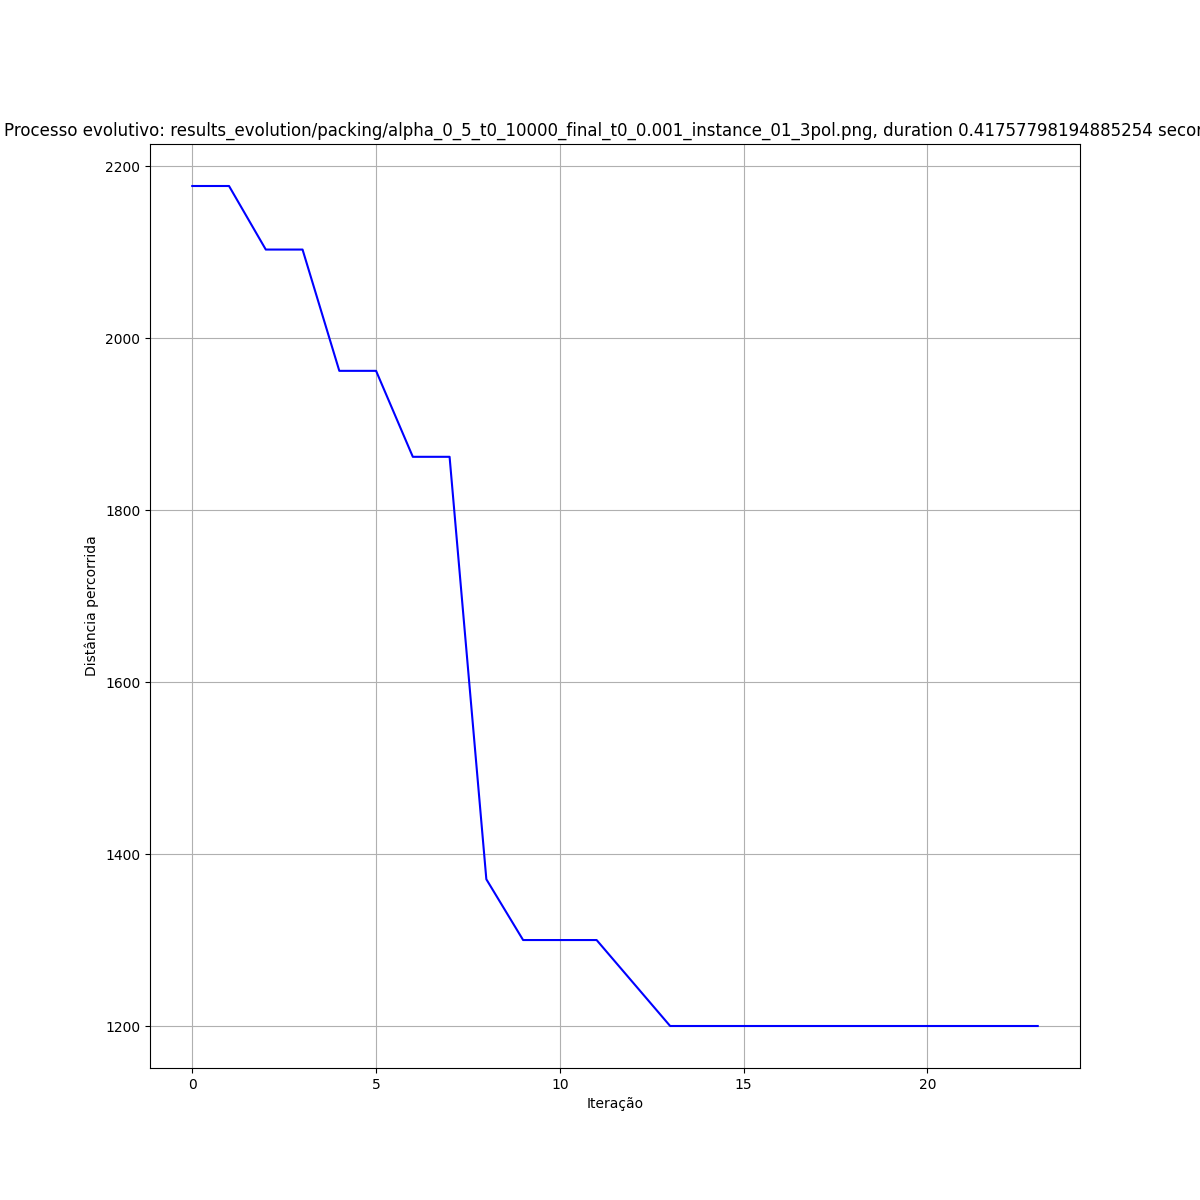 Processo evolutivo: results_evolution/packing/alpha_0_5_t0_10000_final_t0_0.001_instance_01_3pol.png, duration 0.41757798194885254 secon
2200
2000
1800
1600
1400
1200
Distância percorrida
0 5 10 15 20
Iteração